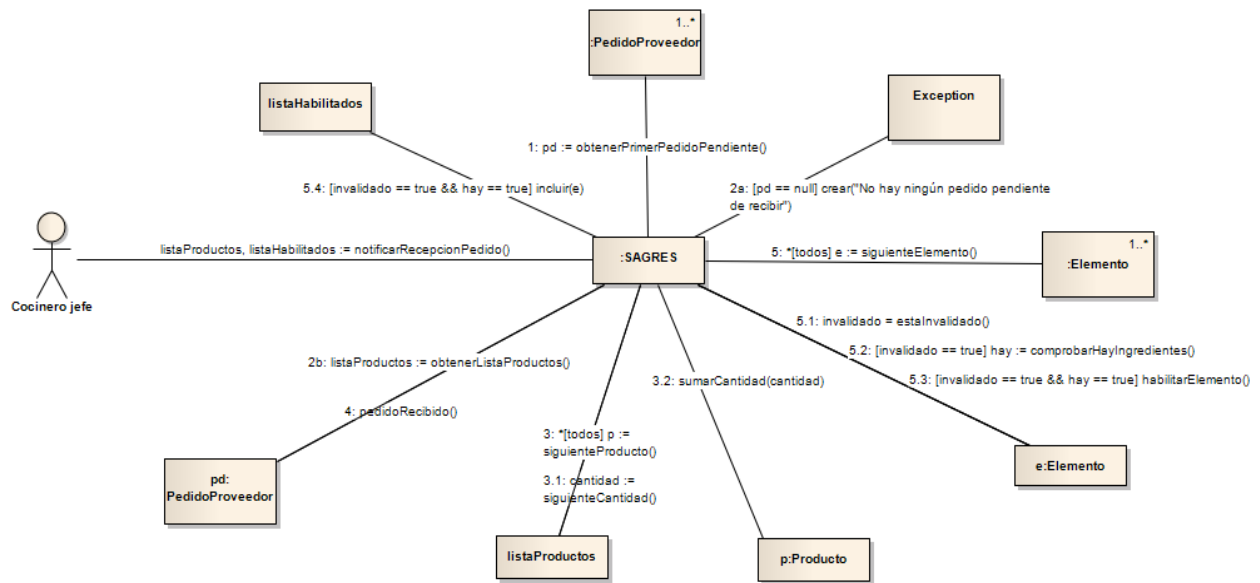 1..*
:PedidoProveedor
listaHabilitados
Exception
1: pd := obtenerPrimerPedidoPendiente()
5.4: [invalidado == true && hay == true] incluir(e)
2a: [pd == null] crear("No hay ningún pedido pendiente
de recibir")
listaProductos, listaHabilitados := notificarRecepcionPedido()
:SAGRES
5: *[todos] e := siguienteElemento()
1..*
:Elemento
Cocinero jefe
5.1: invalidado = estaInvalidado()
5.2: [invalidado == true] hay := comprobarHayIngredientes()
5.3: [invalidado == true && hay == true] habilitarElemento()
2b: listaProductos := obtenerListaProductos()
3.2: sumarCantidad(cantidad)
4: pedidoRecibido()
3: *[todos] p :=
siguienteProducto()
3.1: cantidad :=
siguienteCantidad()
e:Elemento
pd:
PedidoProveedor
listaProductos
p:Producto